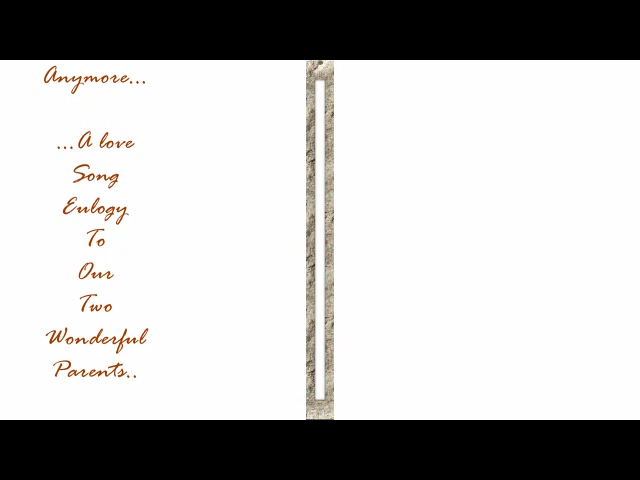 Anymore...
...A love
Song
Eulogy
To
Our
Two
Wonderful
Parents..